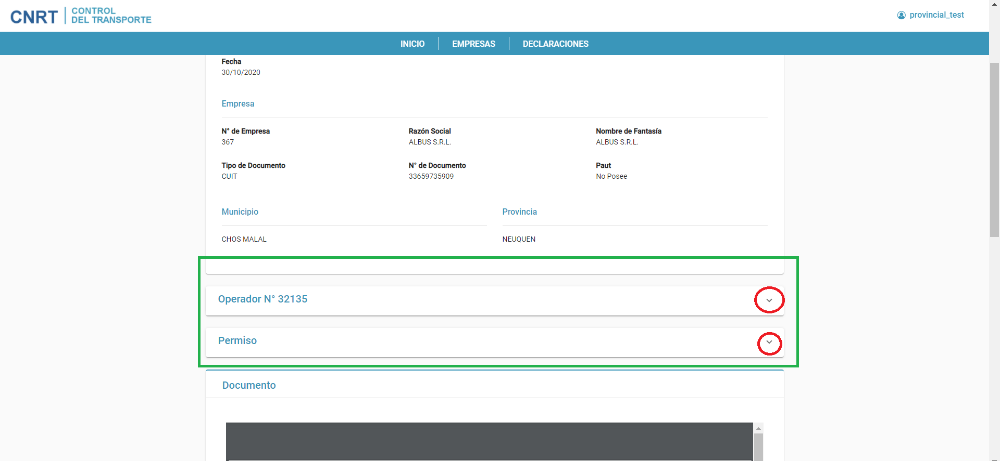 CNRT
CONTROL
DEL TRANSPORTE
provincial_test
INICIO
EMPRESAS
DECLARACIONES
Fecha
30/10/2020
Empresa
N° de Empresa
Razón Social
Nombre de Fantasía
367
ALBUS S.R.L.
ALBUS S.R.L.
Tipo de Documento
N° de Documento
Paut
CUIT
33659735909
No Posee
Municipio
Provincia
CHOS MALAL
NEUQUEN
Operador N° 32135
Permiso
Documento